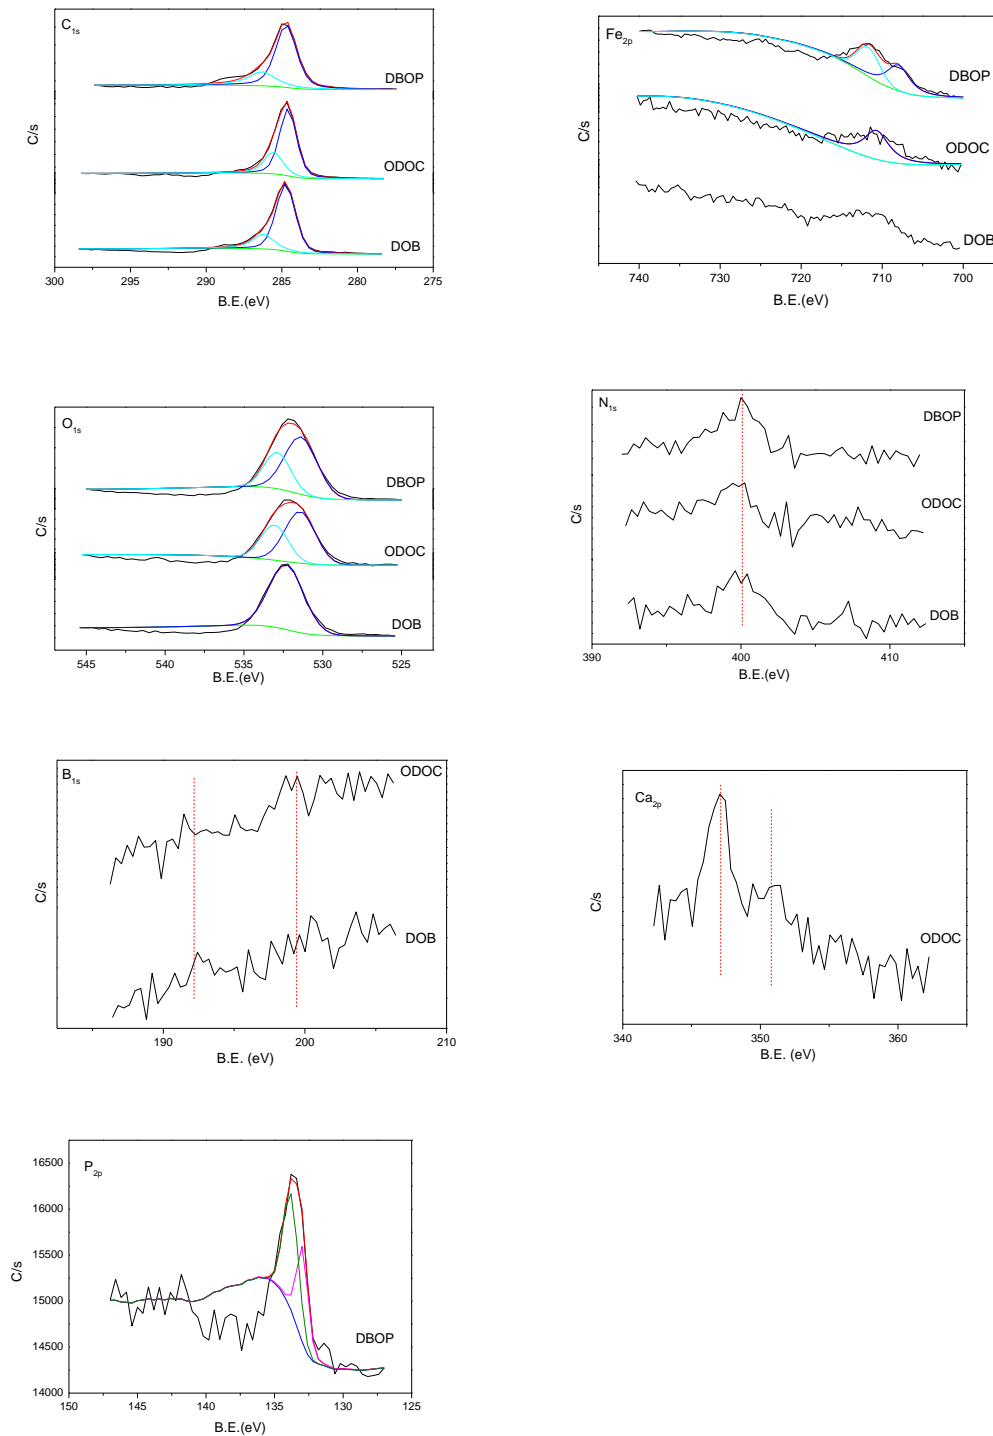 C1s
DBOP
ODOC
DOB
C/s
300 295 290 285 280 275
B.E.(eV)
Fe2p
DBOP
ODOC
DOB
C/s
740 730 720 710 700
B.E.(eV)
O1s
DBOP
ODOC
DOB
C/s
545 540 535 530 525
B.E.(eV)
N1s
DBOP
ODOC
DOB
C/s
390 400 410
B.E.(eV)
B1s
ODOC
DOB
C/s
190 200 210
B.E. (eV)
Ca2p
ODOC
C/s
340 350 360
B.E. (eV)
P2p
16500
16000
15500
15000
14500
14000
C/s
DBOP
150 145 140 135 130 125
B.E.(eV)